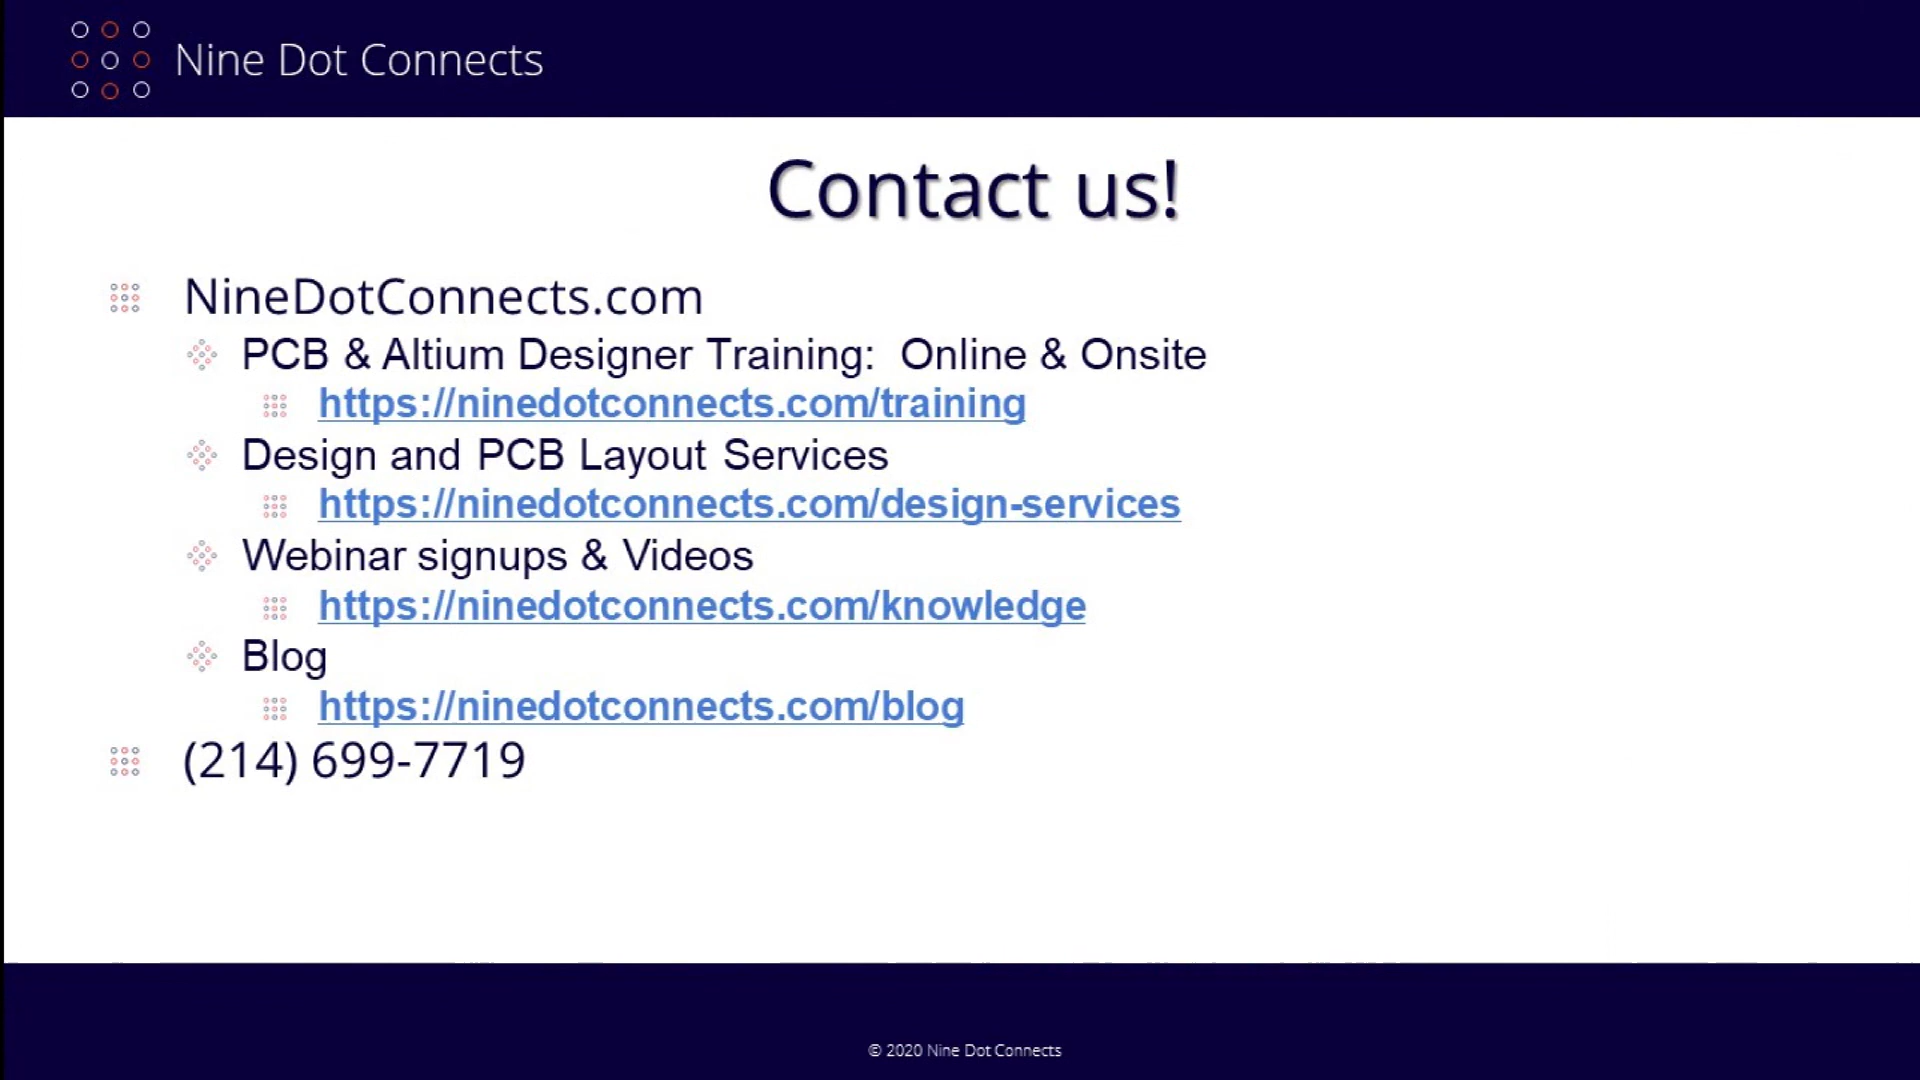 Nine Dot Connects
Contact us!
NineDotConnects.com
PCB & Altium Designer Training:  Online & Onsite
https://ninedotconnects.com/training
Design and PCB Layout Services
https://ninedotconnects.com/design-services
Webinar signups & Videos
https://ninedotconnects.com/knowledge
Blog
https://ninedotconnects.com/blog
(214) 699-7719
© 2020 Nine Dot Connects